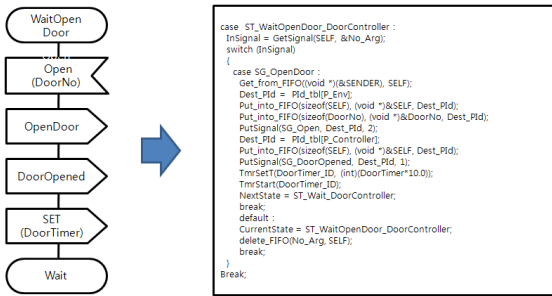 WaitOpen
Door
Open
(DoorNo)
OpenDoor
DoorOpened
SET
(DoorTimer)
Wait
case ST_WaitOpenDoor_DoorController :
InSignal = GetSignal(SELF, &No_Arg);
switch (InSignal)
{
case SG_OpenDoor :
Get_from_FIFO((void *)(&SENDER), SELF);
Dest_PId = PId_tbl[P_Env];
Put_into_FIFO(sizeof(SELF), (void *)&SELF, Dest_PId);
Put_into_FIFO(sizeof(DoorNo), (void *)&DoorNo, Dest_PId);
PutSignal(SG_Open, Dest_PId, 2);
Dest_PId = PId_tbl[P_Controller];
Put_into_FIFO(sizeof(SELF), (void *)&SELF, Dest_PId);
PutSignal(SG_DoorOpened, Dest_PId, 1);
TmrSetT(DoorTimer_ID, (int)(DoorTimer*10.0));
TmrStart(DoorTimer_ID);
NextState = ST_Wait_DoorController;
break;
default :
CurrentState = ST_WaitOpenDoor_DoorController;
delete_FIFO(No_Arg, SELF);
break;
}
Break;